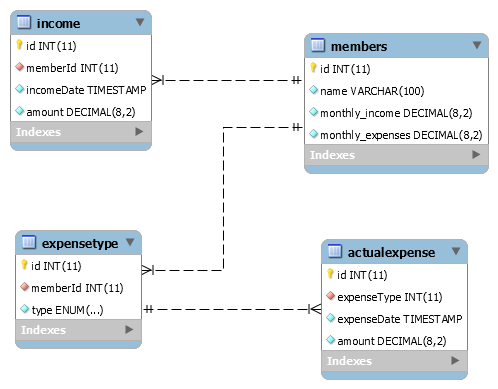 income
id INT(11)
memberId INT(11)
incomeDate TIMESTAMP
amount DECIMAL(8,2)
Indexes
members
id INT(11)
name VARCHAR(100)
monthly_income DECIMAL(8,2)
monthly_expenses DECIMAL(8,2)
Indexes
expensetype
id INT(11)
memberId INT(11)
type ENUM(...)
Indexes
actualexpense
id INT(11)
expenseType INT(11)
expenseDate TIMESTAMP
amount DECIMAL(8,2)
Indexes